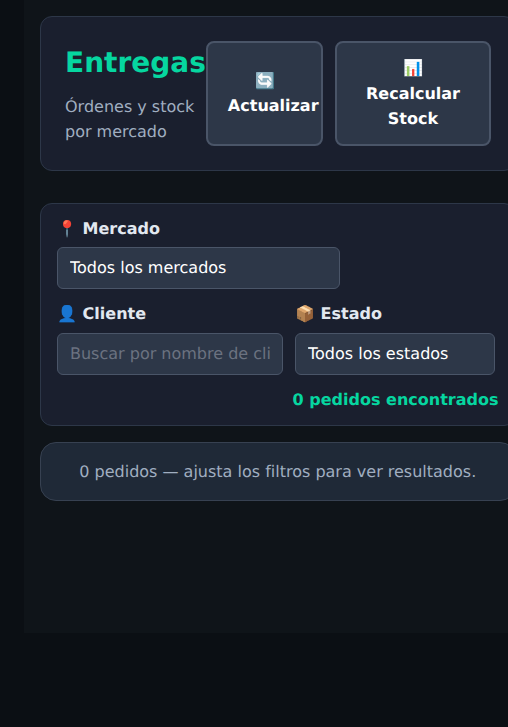 Entregas
Órdenes y stock
por mercado
🔄
Actualizar
📊
Recalcular
Stock
📍 Mercado
Todos los mercados
👤 Cliente
Buscar por nombre de cli
📦 Estado
Todos los estados
0 pedidos encontrados
0 pedidos — ajusta los filtros para ver resultados.